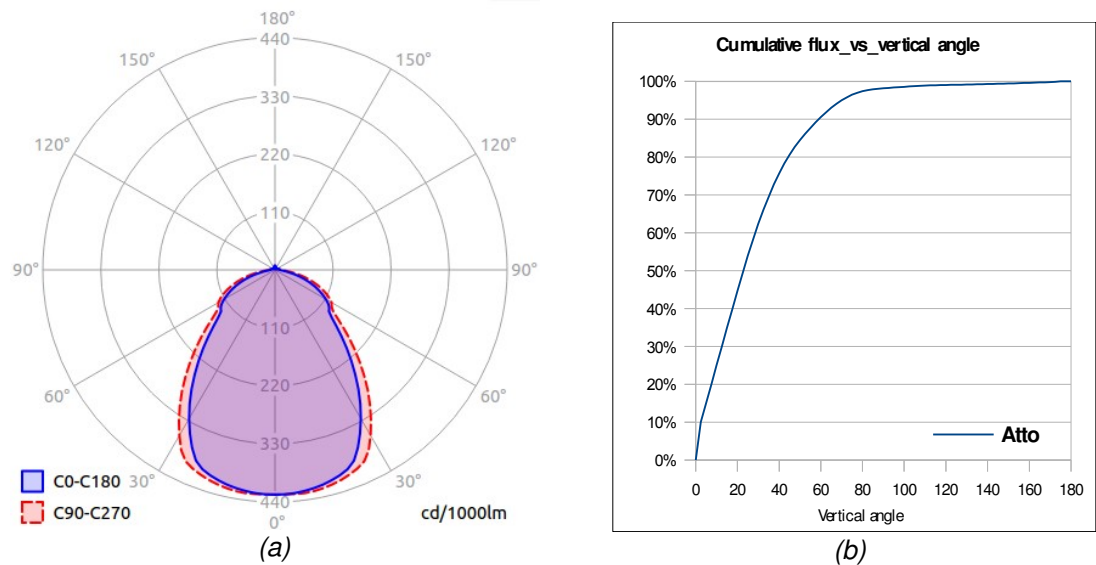 180°
440
150° 150°
330
120° 120°
220
110
90° 90°
110
60° 60°
220
330
30° 30°
440
0°
C0-C180
C90-C270
cd/1000lm
(a)
Cumulative flux_vs_vertical angle
100%
90%
80%
70%
60%
50%
40%
30%
20%
10%
0%
Atto
0 20 40 60 80 100 120 140 160 180
Vertical angle
(b)